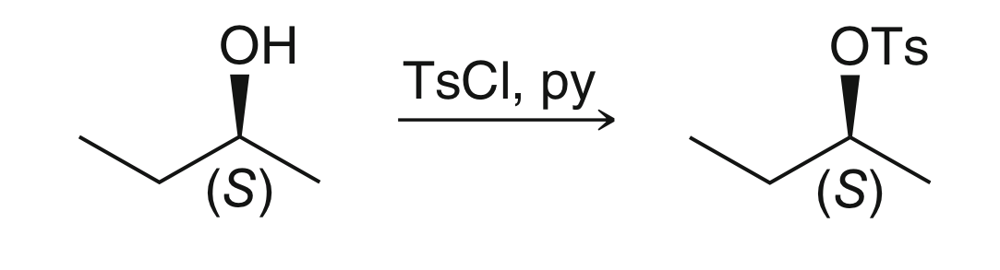 OH
TsCl, py
OTs
(S)
(S)